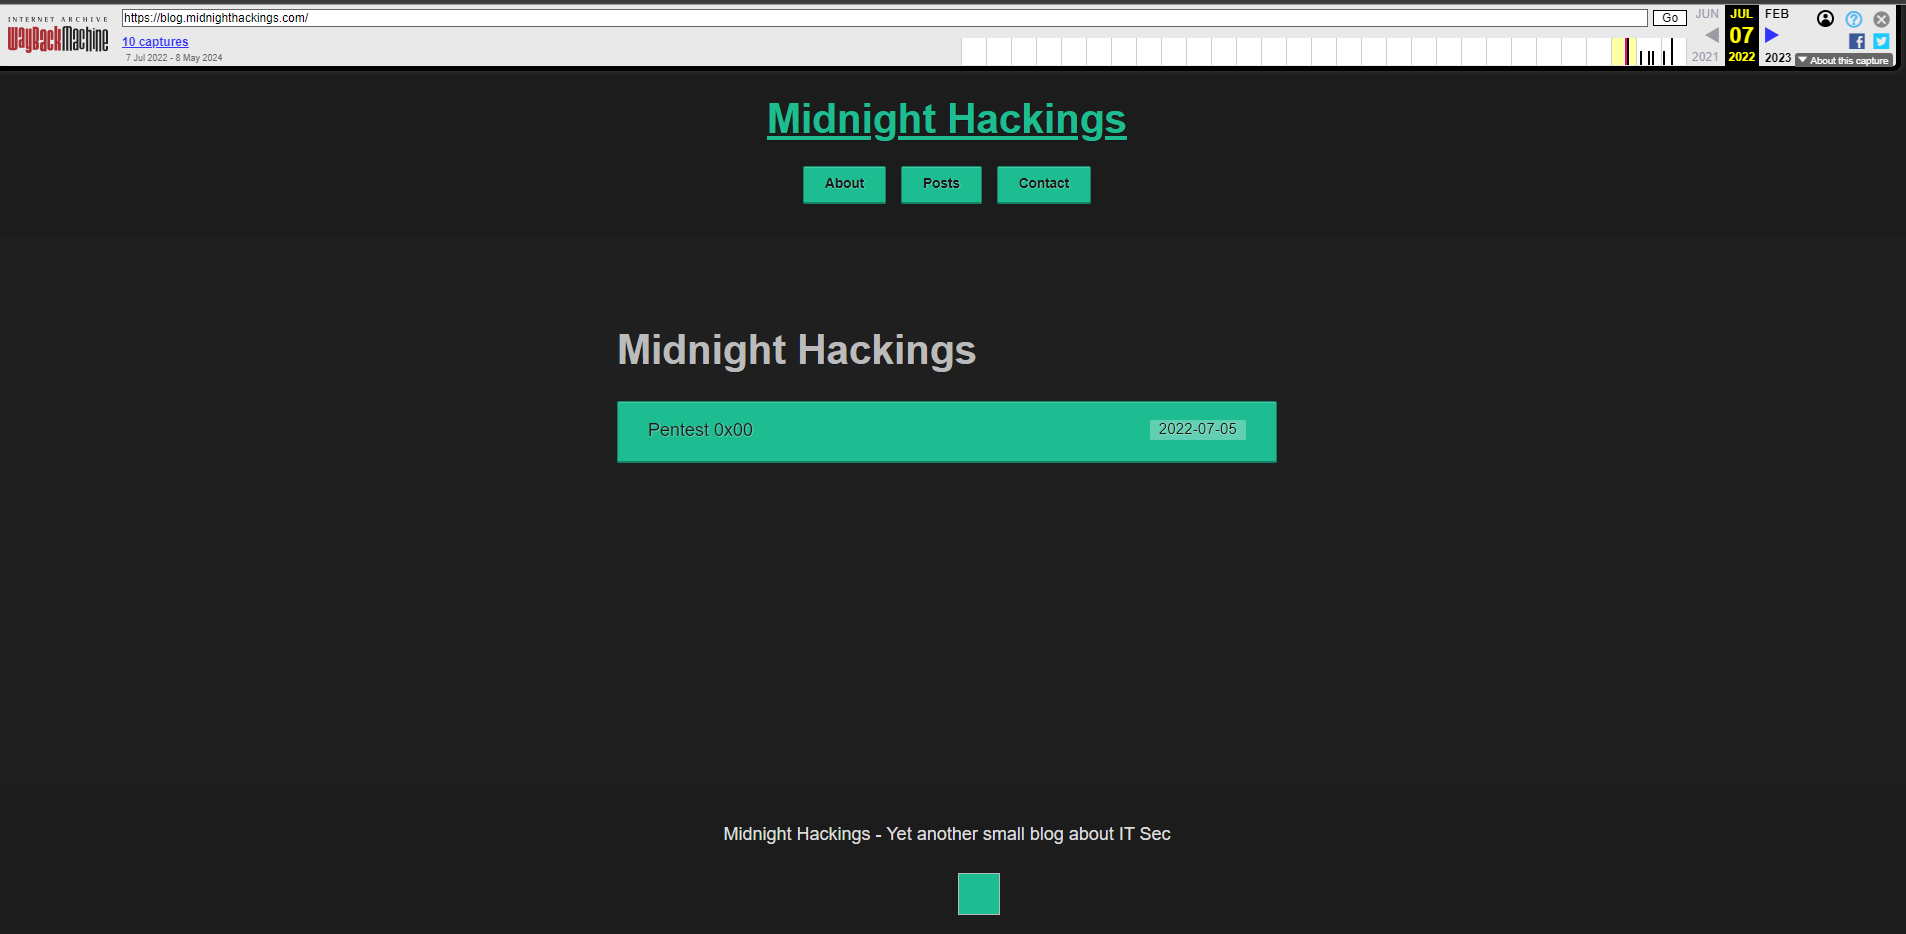 INTERNET ARCHIVE
WayBackMachine
https://blog.midnighthackings.com/
Go
10 captures
7 Jul 2022 - 8 May 2024
JUN JUL FEB
07
2021 2022 2023
About this capture
Midnight Hackings
About Posts Contact
Midnight Hackings
Pentest 0x00 2022-07-05
Midnight Hackings - Yet another small blog about IT Sec